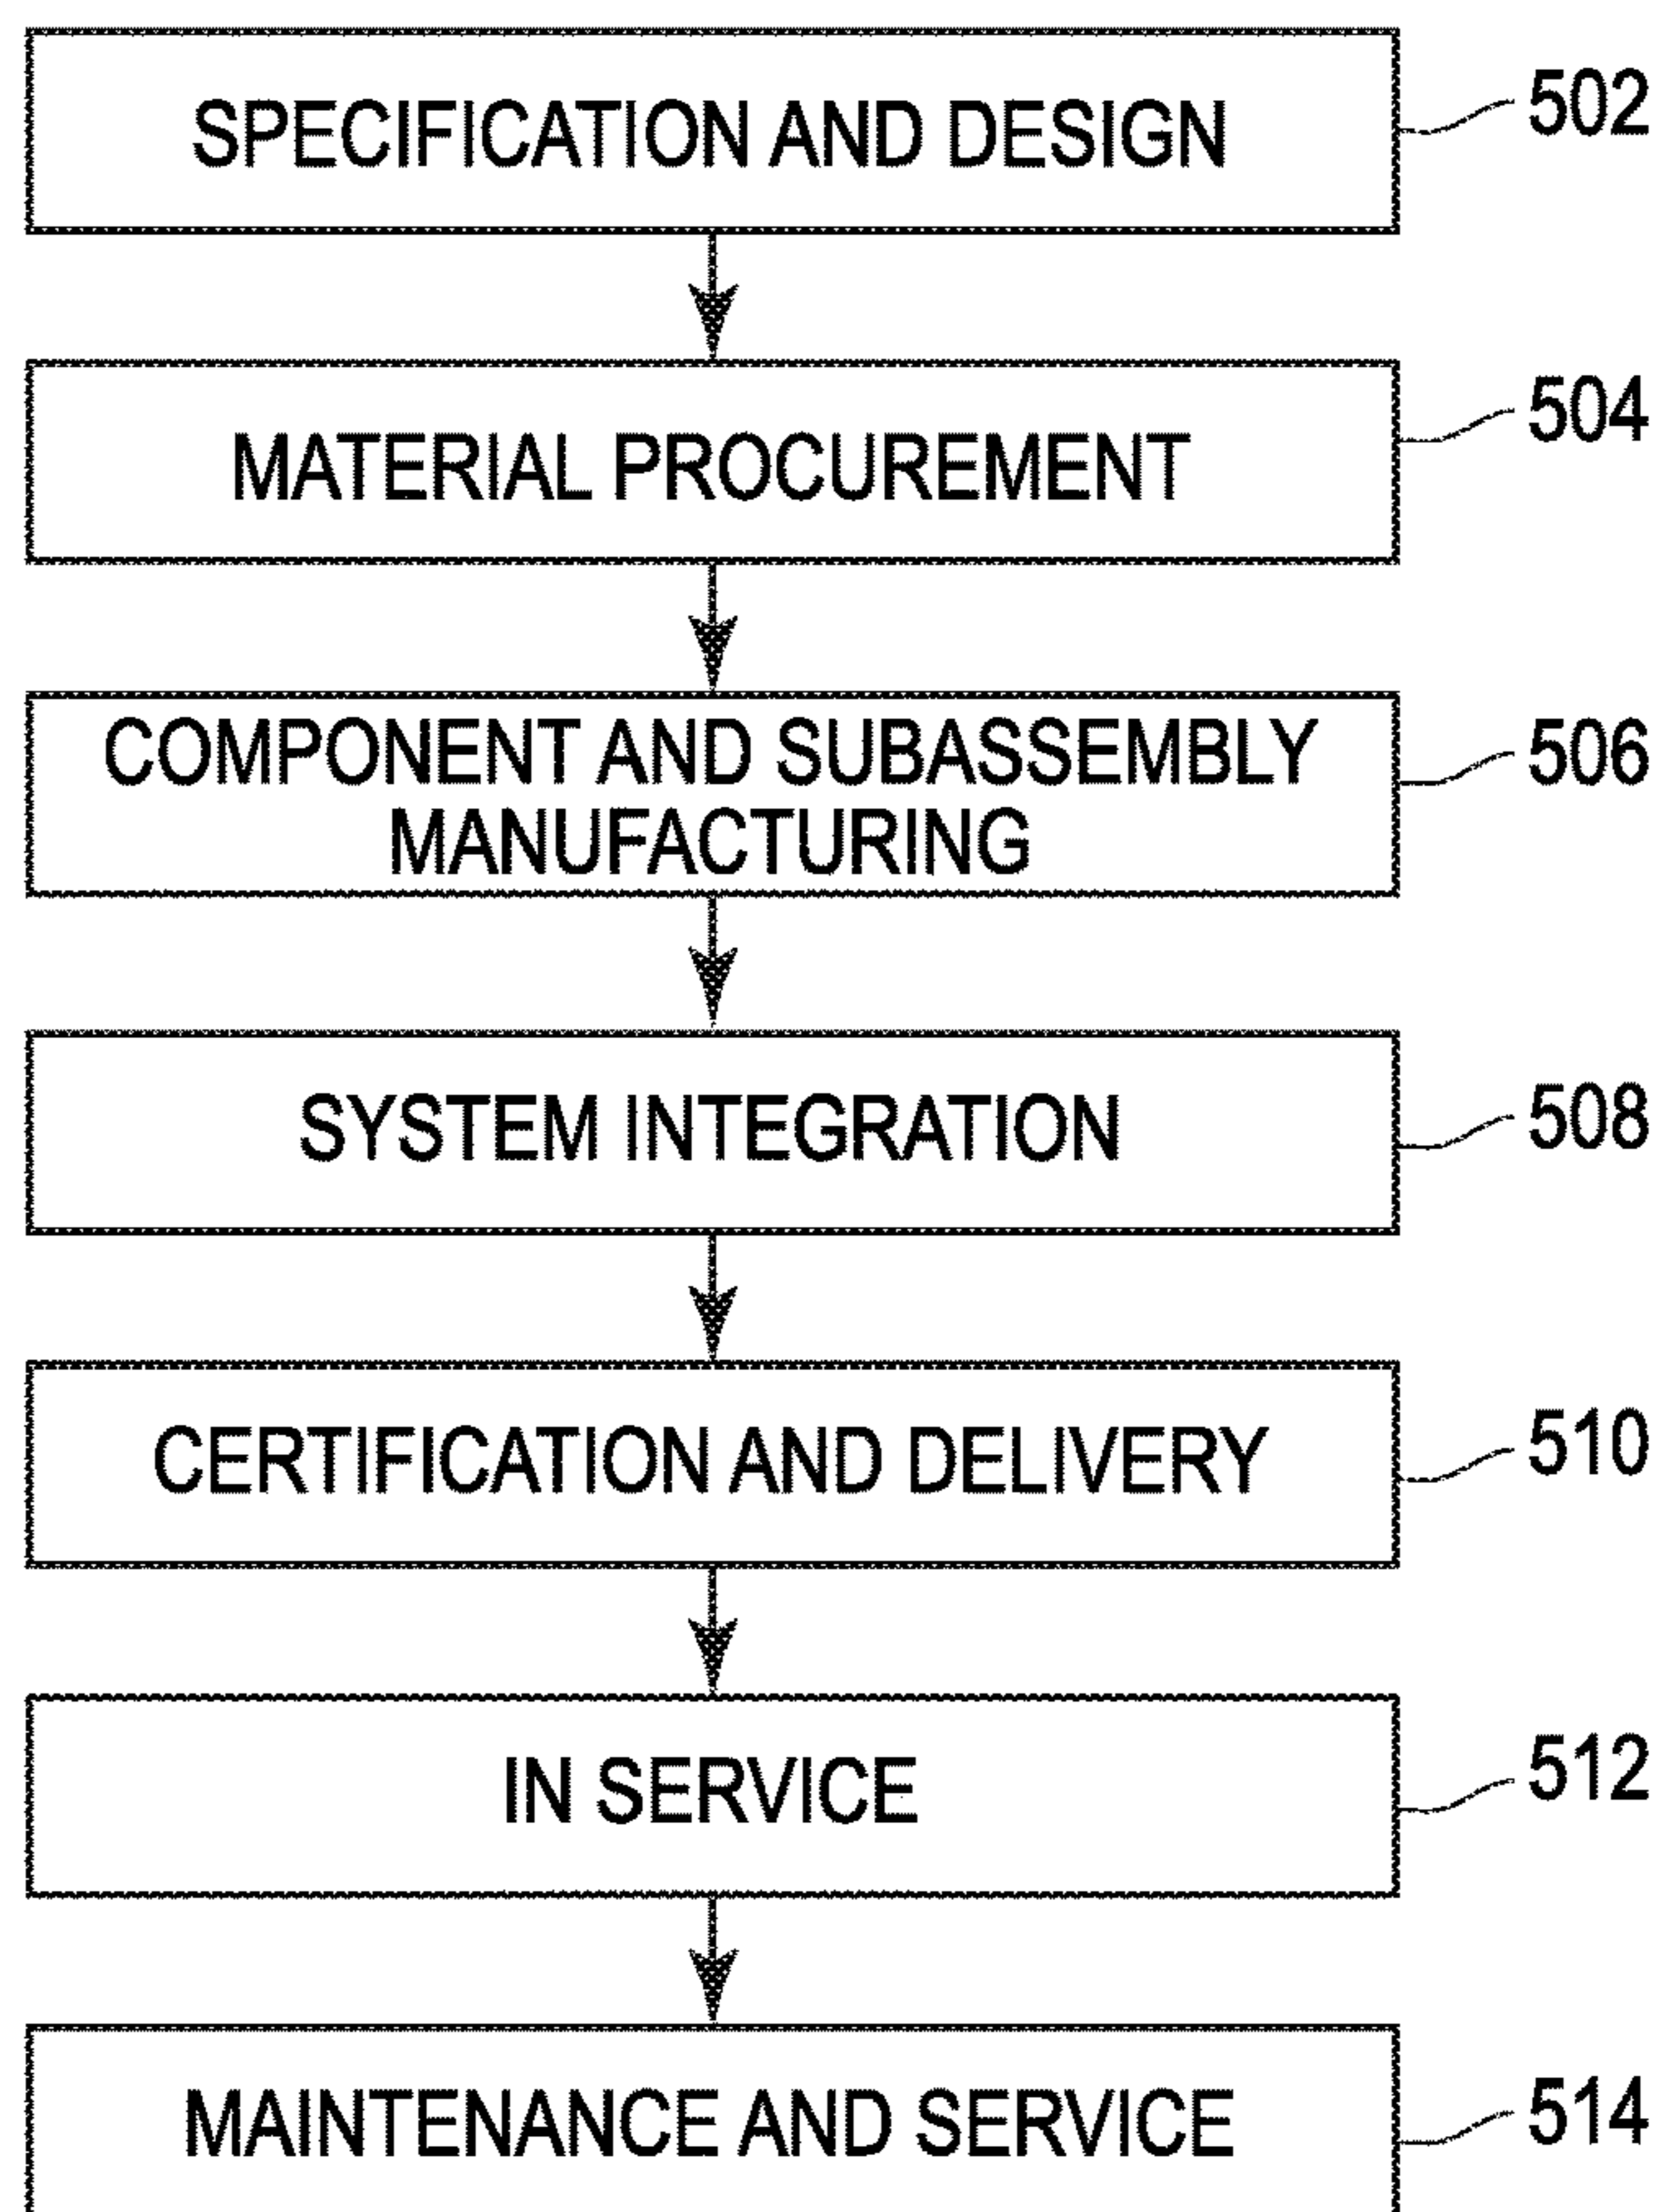 SPECIFICATION AND DESIGN
502
MATERIAL PROCUREMENT
504
COMPONENT AND SUBASSEMBLY
MANUFACTURING
506
SYSTEM INTEGRATION
508
CERTIFICATION AND DELIVERY
510
IN SERVICE
512
MAINTENANCE AND SERVICE
514